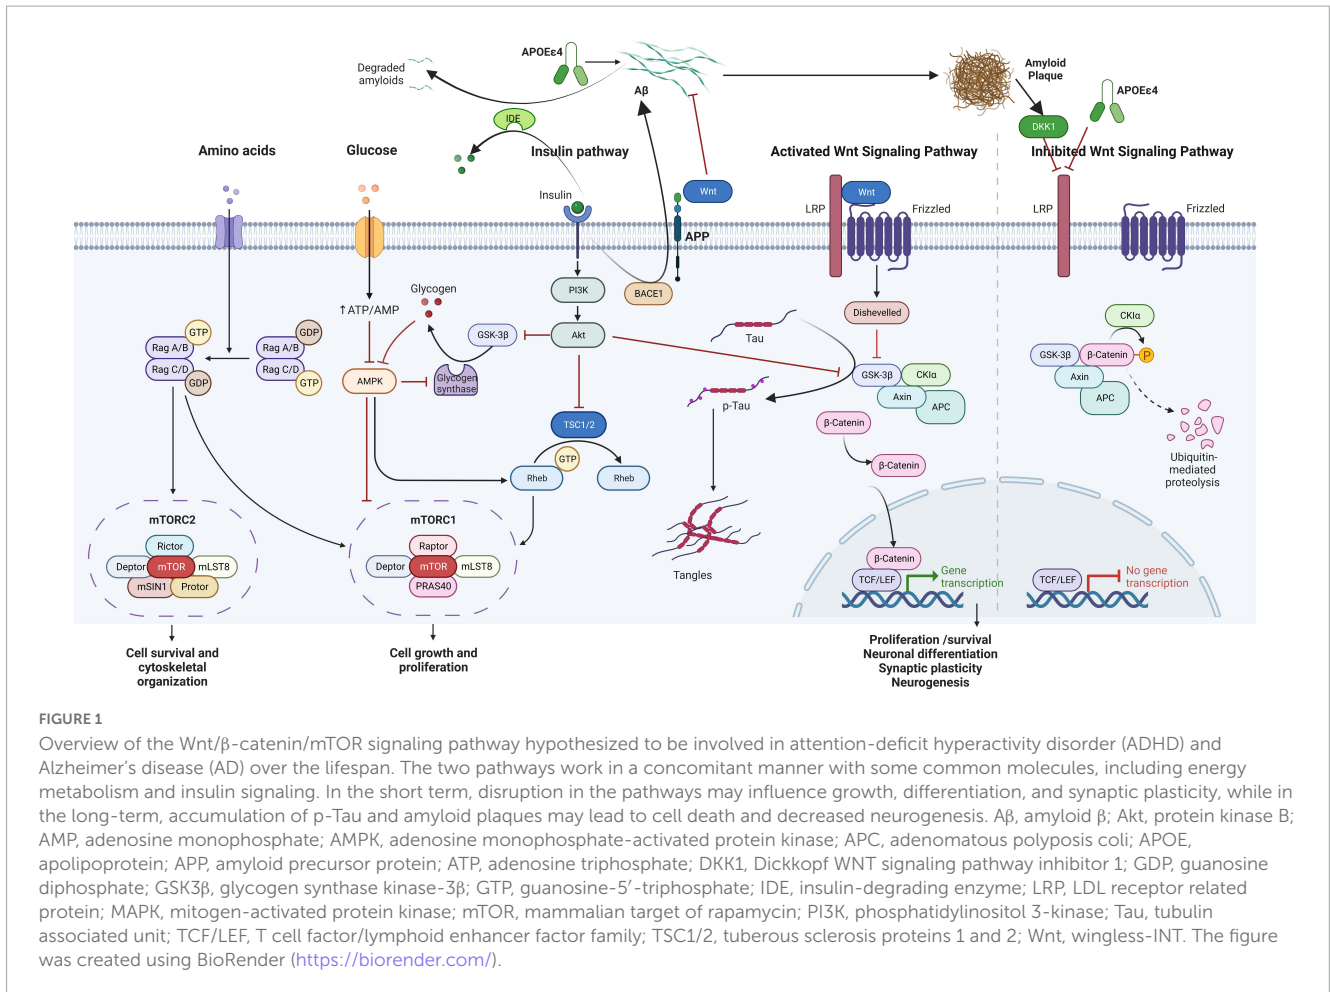 APOEε4
Degraded
amyloids
Aβ
Amyloid
Plaque
APOEε4
IDE
DKK1
Amino acids
Glucose
Insulin pathway
Activated Wnt Signaling Pathway
Inhibited Wnt Signaling Pathway
Insulin
Wnt
LRP
Wnt
Frizzled
LRP
Frizzled
APP
PI3K
BACE1
Glycogen
↑ATP/AMP
GSK-3β
Akt
Tau
Dishevelled
CKIα
GTP
Rag A/B
Rag C/D
GDP
GDP
Rag A/B
Rag C/D
GTP
AMPK
Glycogen
synthase
p-Tau
GSK-3β
CKIα
Axin
APC
GSK-3β
β-Catenin
P
Axin
APC
TSC1/2
β-Catenin
β-Catenin
GTP
Rheb
Rheb
Ubiquitin-
mediated
proteolysis
mTORC2
Rictor
Deptor
mTOR
mLST8
mSIN1
Protor
mTORC1
Raptor
Deptor
mTOR
mLST8
PRAS40
Tangles
β-Catenin
TCF/LEF
Gene
transcription
TCF/LEF
No gene
transcription
Cell survival and
cytoskeletal
organization
Cell growth and
proliferation
Proliferation /survival
Neuronal differentiation
Synaptic plasticity
Neurogenesis
FIGURE 1
Overview of the Wnt/β-catenin/mTOR signaling pathway hypothesized to be involved in attention-deficit hyperactivity disorder (ADHD) and
Alzheimer's disease (AD) over the lifespan. The two pathways work in a concomitant manner with some common molecules, including energy
metabolism and insulin signaling. In the short term, disruption in the pathways may influence growth, differentiation, and synaptic plasticity, while in
the long-term, accumulation of p-Tau and amyloid plaques may lead to cell death and decreased neurogenesis. Aβ, amyloid β; Akt, protein kinase B;
AMP, adenosine monophosphate; AMPK, adenosine monophosphate-activated protein kinase; APC, adenomatous polyposis coli; APOE,
apolipoprotein; APP, amyloid precursor protein; ATP, adenosine triphosphate; DKK1, Dickkopf WNT signaling pathway inhibitor 1; GDP, guanosine
diphosphate; GSK3β, glycogen synthase kinase-3β; GTP, guanosine-5′-triphosphate; IDE, insulin-degrading enzyme; LRP, LDL receptor related
protein; MAPK, mitogen-activated protein kinase; mTOR, mammalian target of rapamycin; PI3K, phosphatidylinositol 3-kinase; Tau, tubulin
associated unit; TCF/LEF, T cell factor/lymphoid enhancer factor family; TSC1/2, tuberous sclerosis proteins 1 and 2; Wnt, wingless-INT. The figure
was created using BioRender (https://biorender.com/).